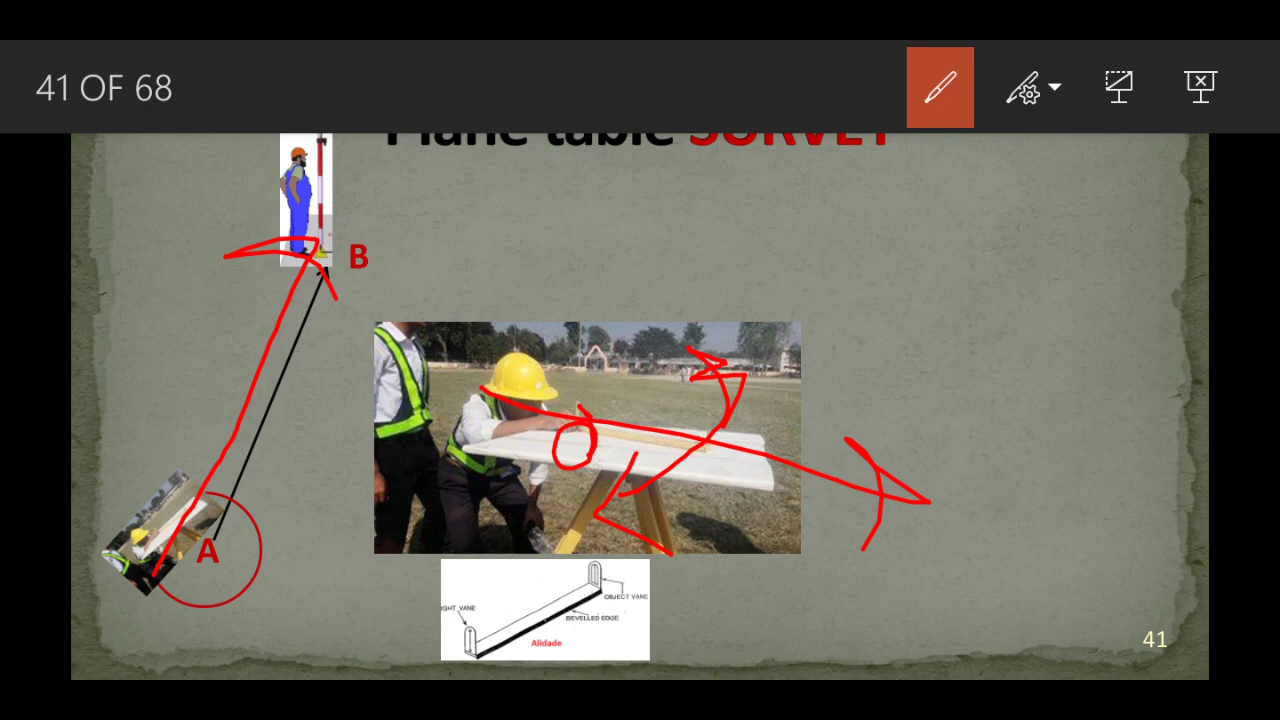 41 OF 68
Plane table SURVEY
B
A
OBJECT VANE
BEVELLED EDGE
Alidade
41